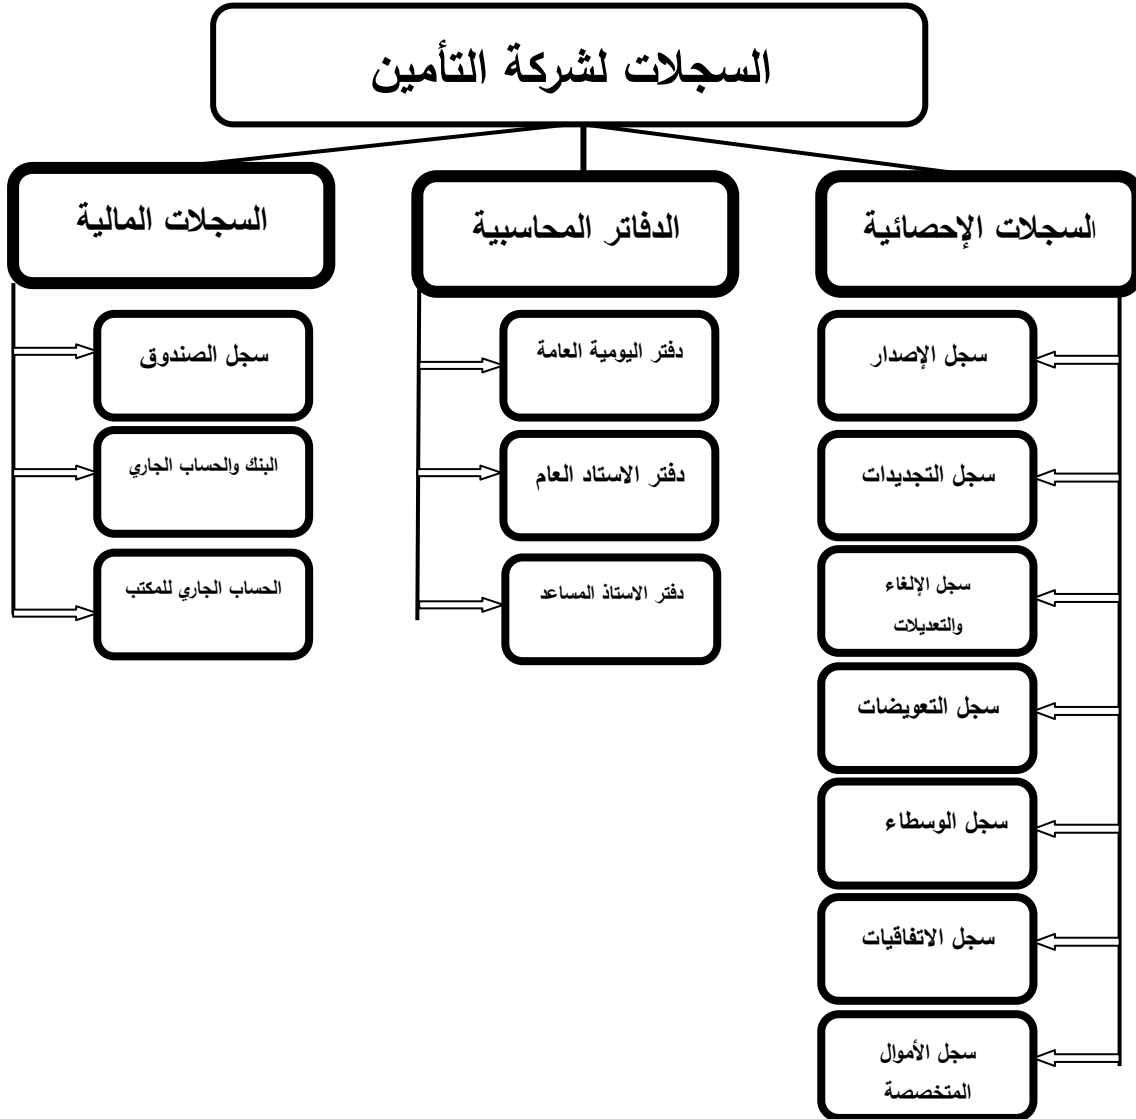 السجلات لشركة التأمين
السجلات الإحصائية
سجل الإصدار
سجل التجديدات
سجل الإلغاء
والتعديلات
سجل التعويضات
سجل الوسطاء
سجل الاتفاقيات
سجل الأموال
المتخصصة
الدفاتر المحاسبية
دفتر اليومية العامة
دفتر الاستاد العام
دفتر الاستاذ المساعد
السجلات المالية
سجل الصندوق
البنك والحساب الجاري
الحساب الجاري للمكتب